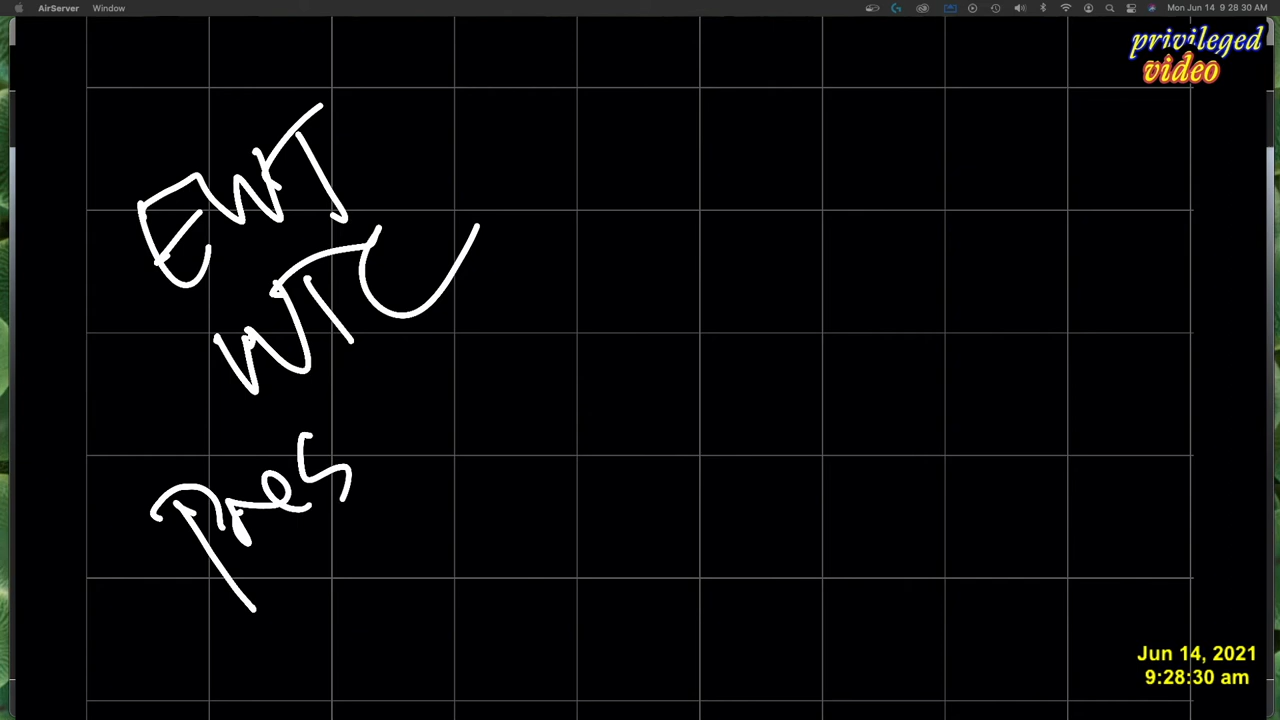 AirServer Window Mon Jun 14 9:28:30 AM
privileged
video
EWT
WTC
pres
Jun 14, 2021
9:28:30 am